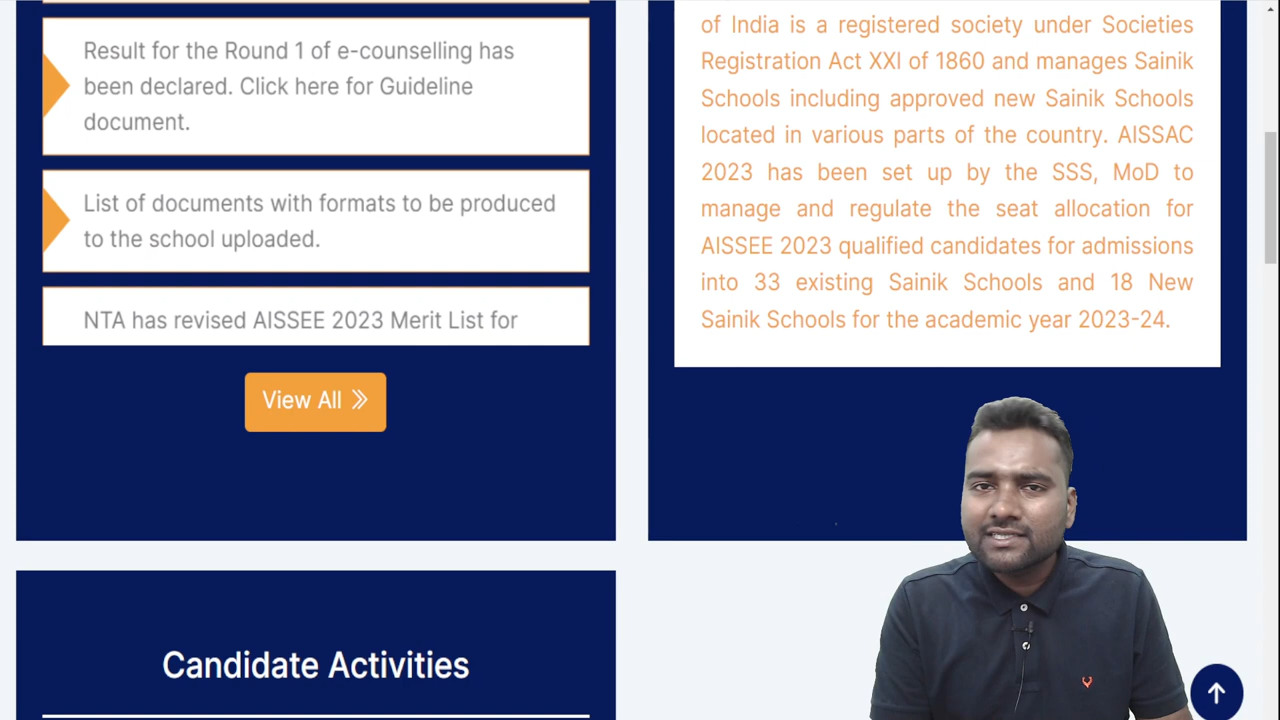 Result for the Round 1 of e-counselling has
been declared. Click here for Guideline
document.
List of documents with formats to be produced
to the school uploaded.
NTA has revised AISSEE 2023 Merit List for
View All
of India is a registered society under Societies
Registration Act XXI of 1860 and manages Sainik
Schools including approved new Sainik Schools
located in various parts of the country. AISSAC
2023 has been set up by the SSS, MoD to
manage and regulate the seat allocation for
AISSEE 2023 qualified candidates for admissions
into 33 existing Sainik Schools and 18 New
Sainik Schools for the academic year 2023-24.
Candidate Activities